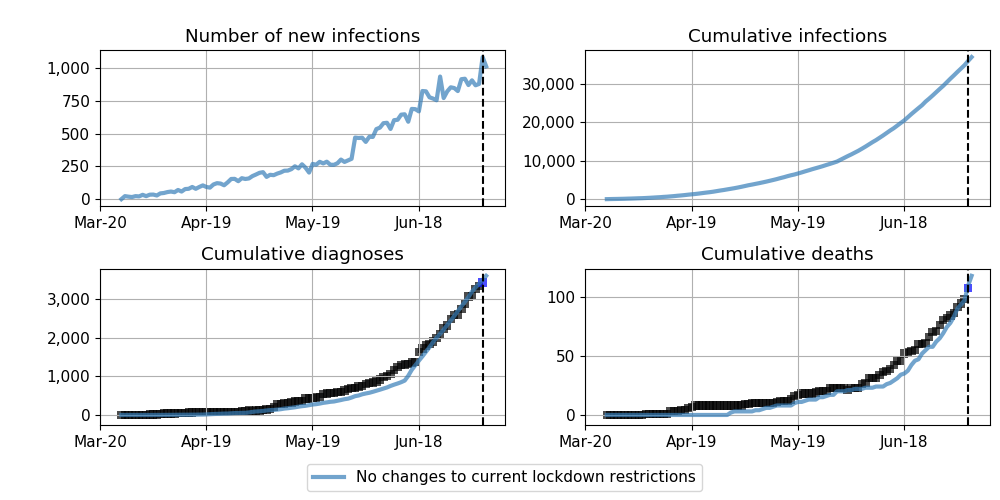 Number of new infections
1,000
750
500
250
0
Mar-20 Apr-19 May-19 Jun-18
Cumulative infections
30,000
20,000
10,000
0
Mar-20 Apr-19 May-19 Jun-18
Cumulative diagnoses
3,000
2,000
1,000
0
Mar-20 Apr-19 May-19 Jun-18
Cumulative deaths
100
50
0
Mar-20 Apr-19 May-19 Jun-18
No changes to current lockdown restrictions